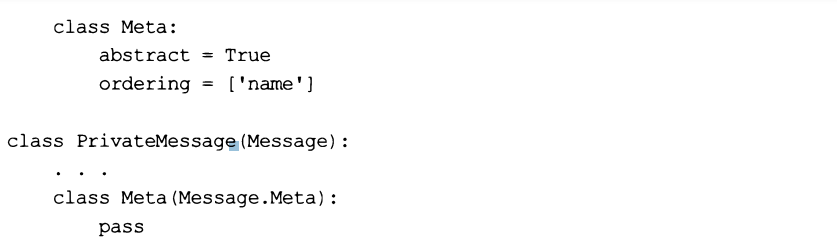 class Meta:
abstract = True
ordering = ['name']
class PrivateMessage(Message):
. . .
class Meta(Message.Meta):
pass